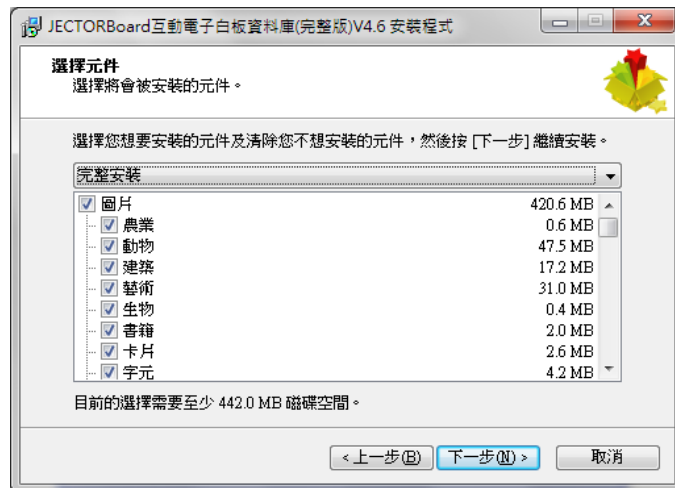 JECTORBoard互動電子白板資料庫(完整版)V4.6 安裝程式
選擇元件
選擇將會被安裝的元件。
選擇您想要安裝的元件及清除您不想安裝的元件，然後按 [下一步] 繼續安裝。
完整安裝
圖片 420.6 MB
農業 0.6 MB
動物 47.5 MB
建築 17.2 MB
藝術 31.0 MB
生物 0.4 MB
書籍 2.0 MB
卡片 2.6 MB
字元 4.2 MB
目前的選擇需要至少 442.0 MB 磁碟空間。
<上一步(B) 下一步(N) > 取消